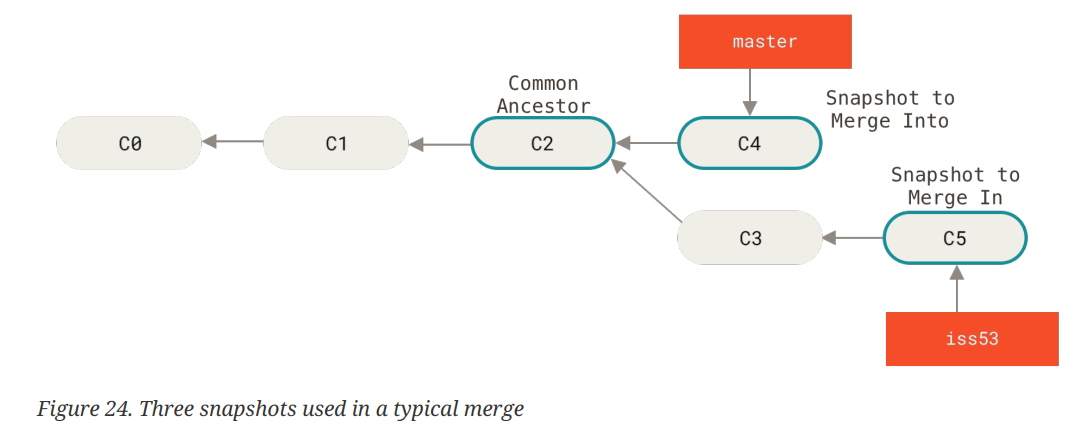 master
Common
Ancestor
Snapshot to
Merge Into
C0
C1
C2
C4
Snapshot to
Merge In
C3
C5
iss53
Figure 24. Three snapshots used in a typical merge